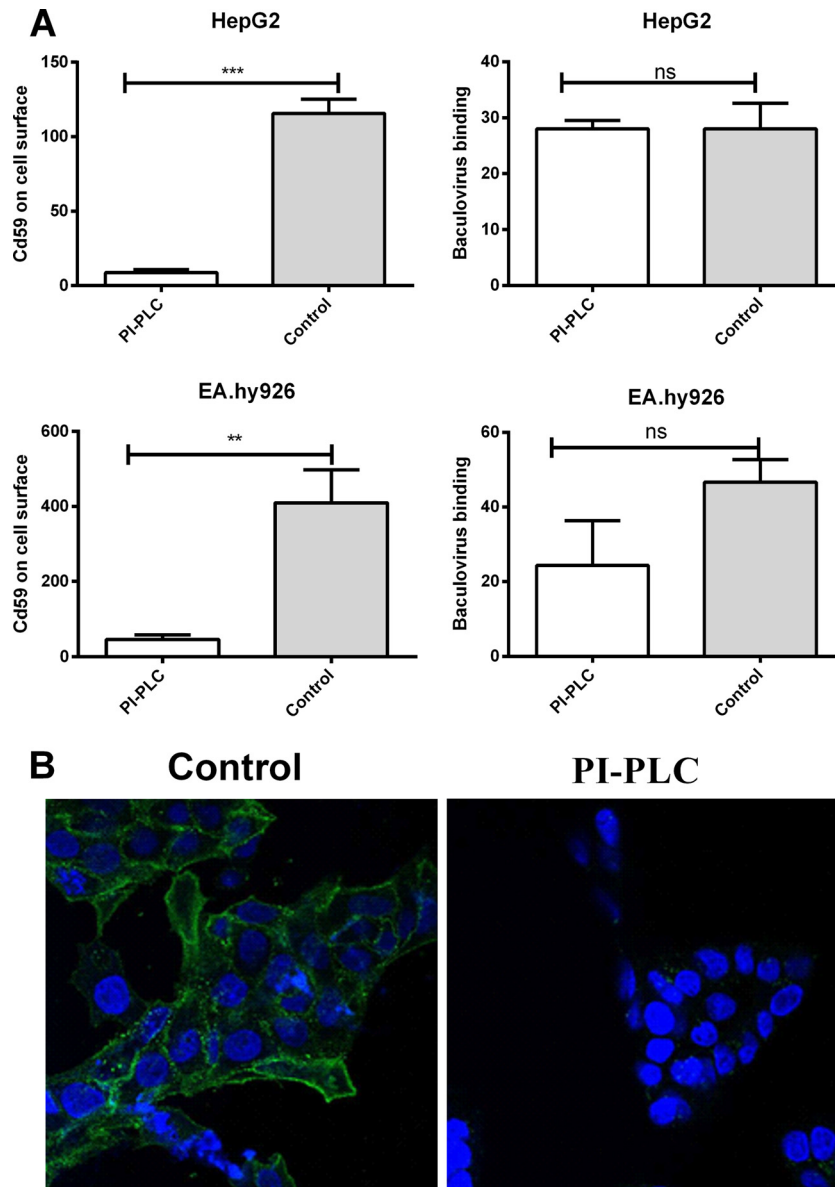 A
HepG2
Cd59 on cell surface
150
100
50
0
***
PI-PLC
Control
HepG2
Baculovirus binding
40
30
20
10
0
ns
PI-PLC
Control
EA.hy926
Cd59 on cell surface
600
400
200
0
**
PI-PLC
Control
EA.hy926
Baculovirus binding
60
40
20
0
ns
PI-PLC
Control
B
Control
PI-PLC